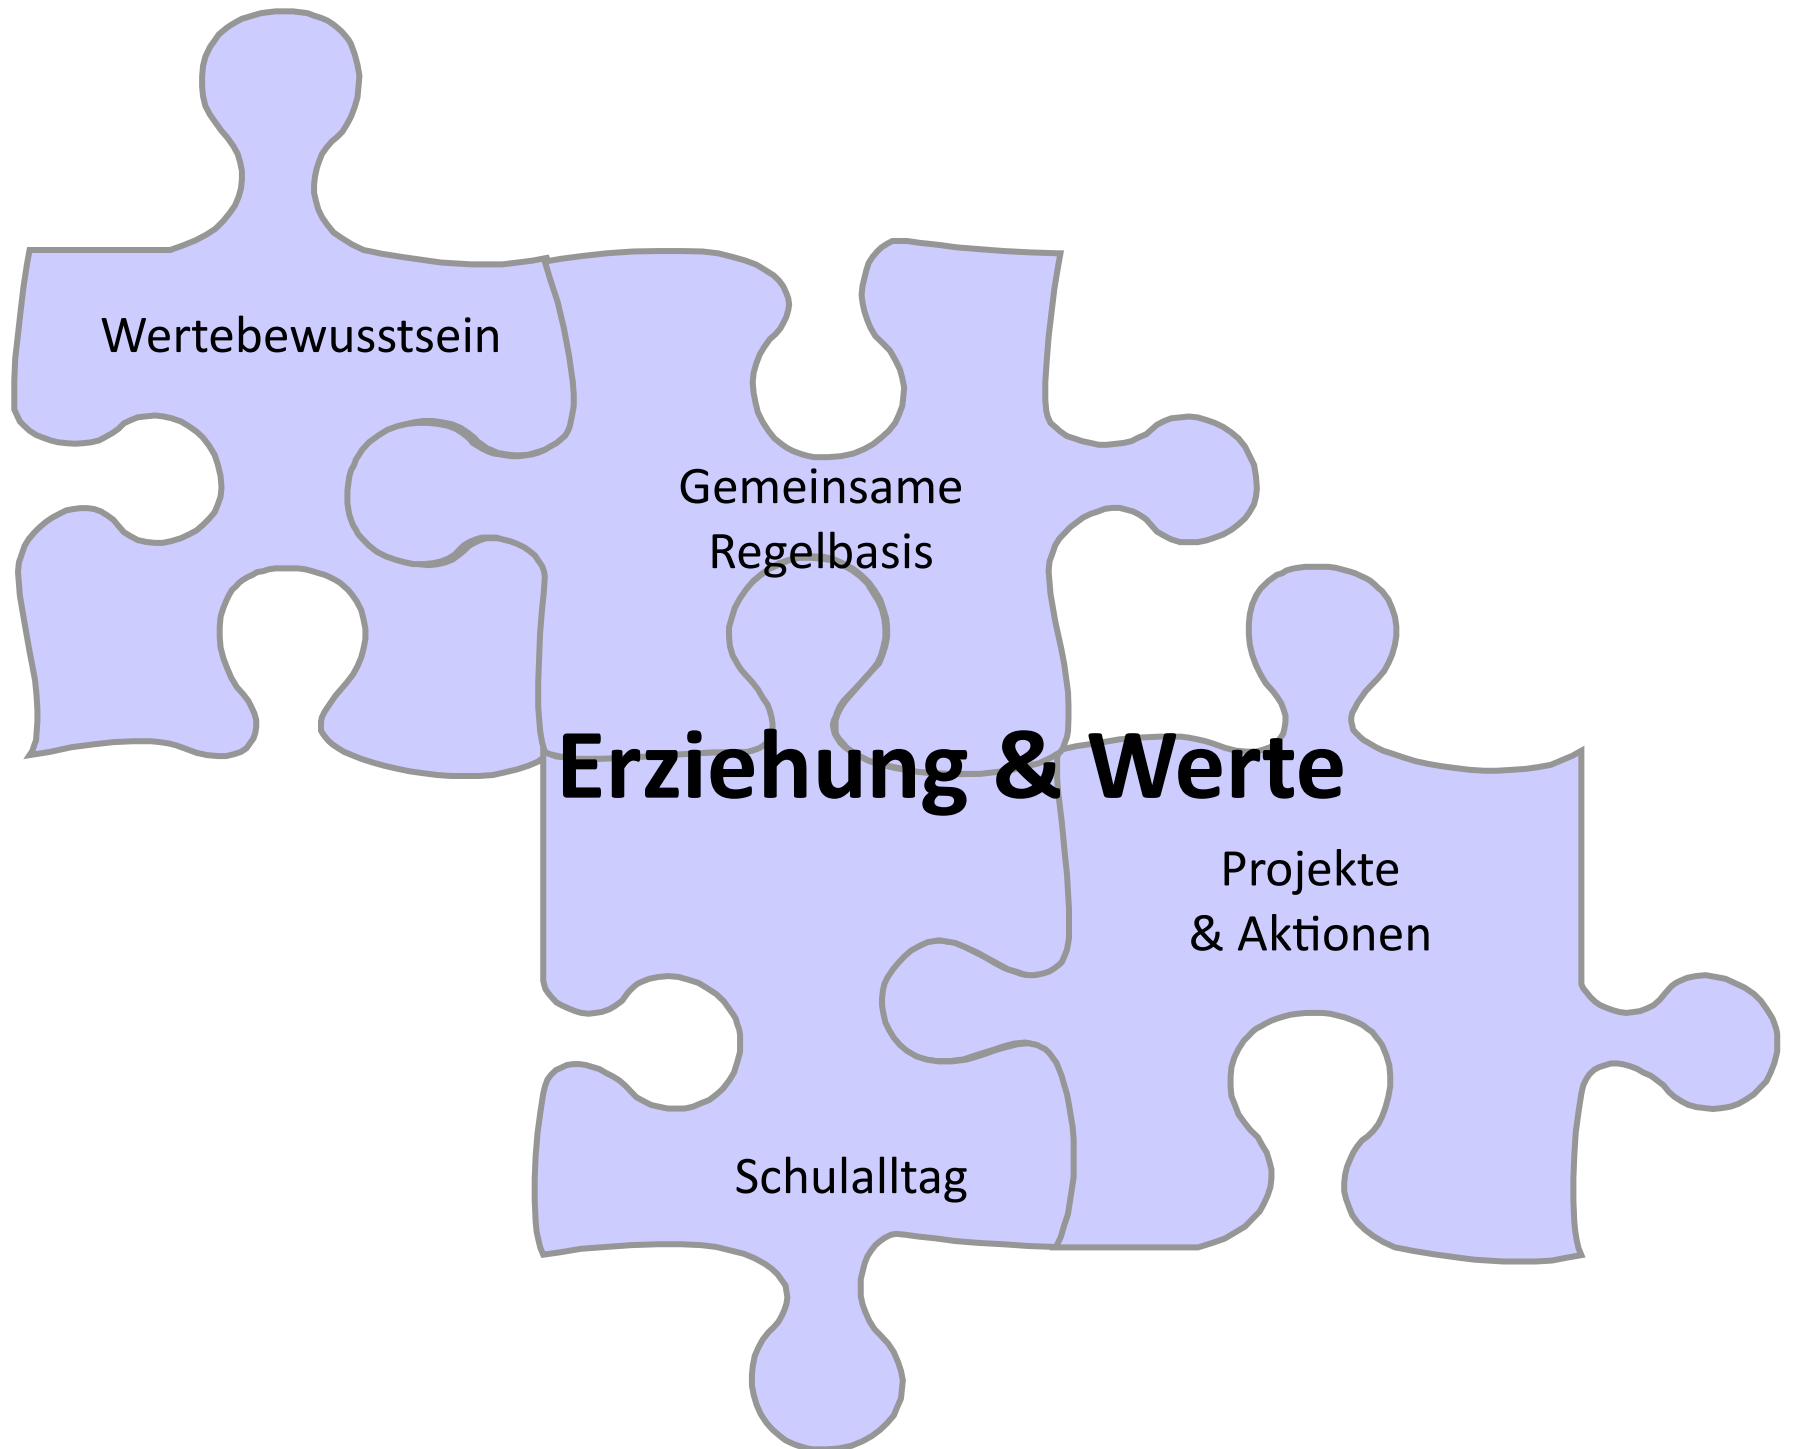 Wertebewusstsein
Gemeinsame
Regelbasis
Erziehung & Werte
Projekte
& Aktionen
Schulalltag